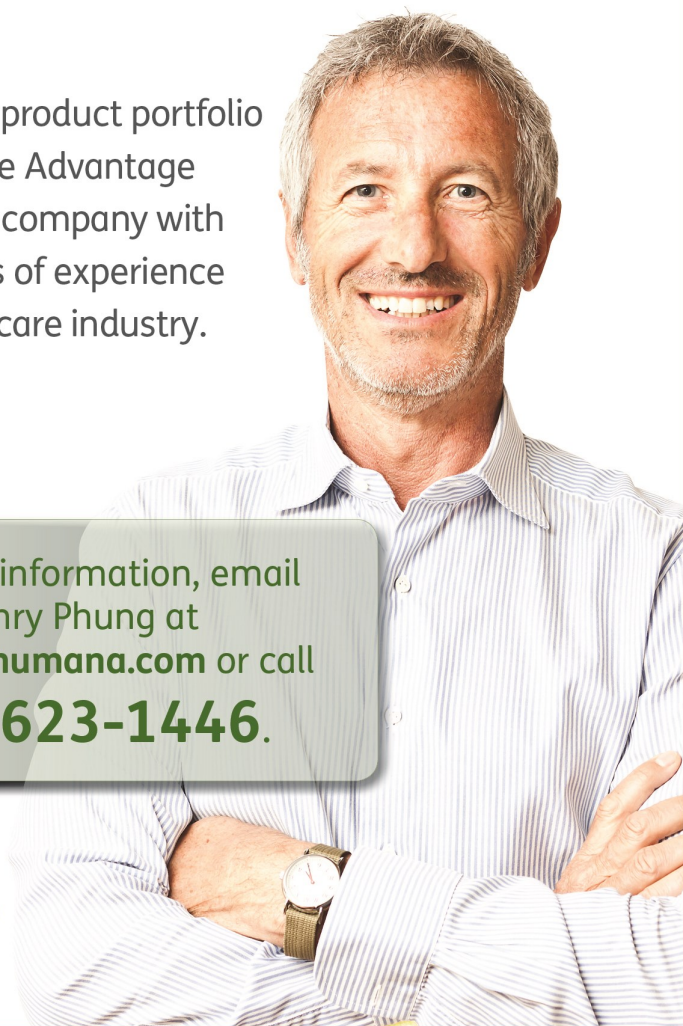 product portfolio
e Advantage
company with
s of experience
care industry.
information, email
nry Phung at
humana.com or call
623-1446.